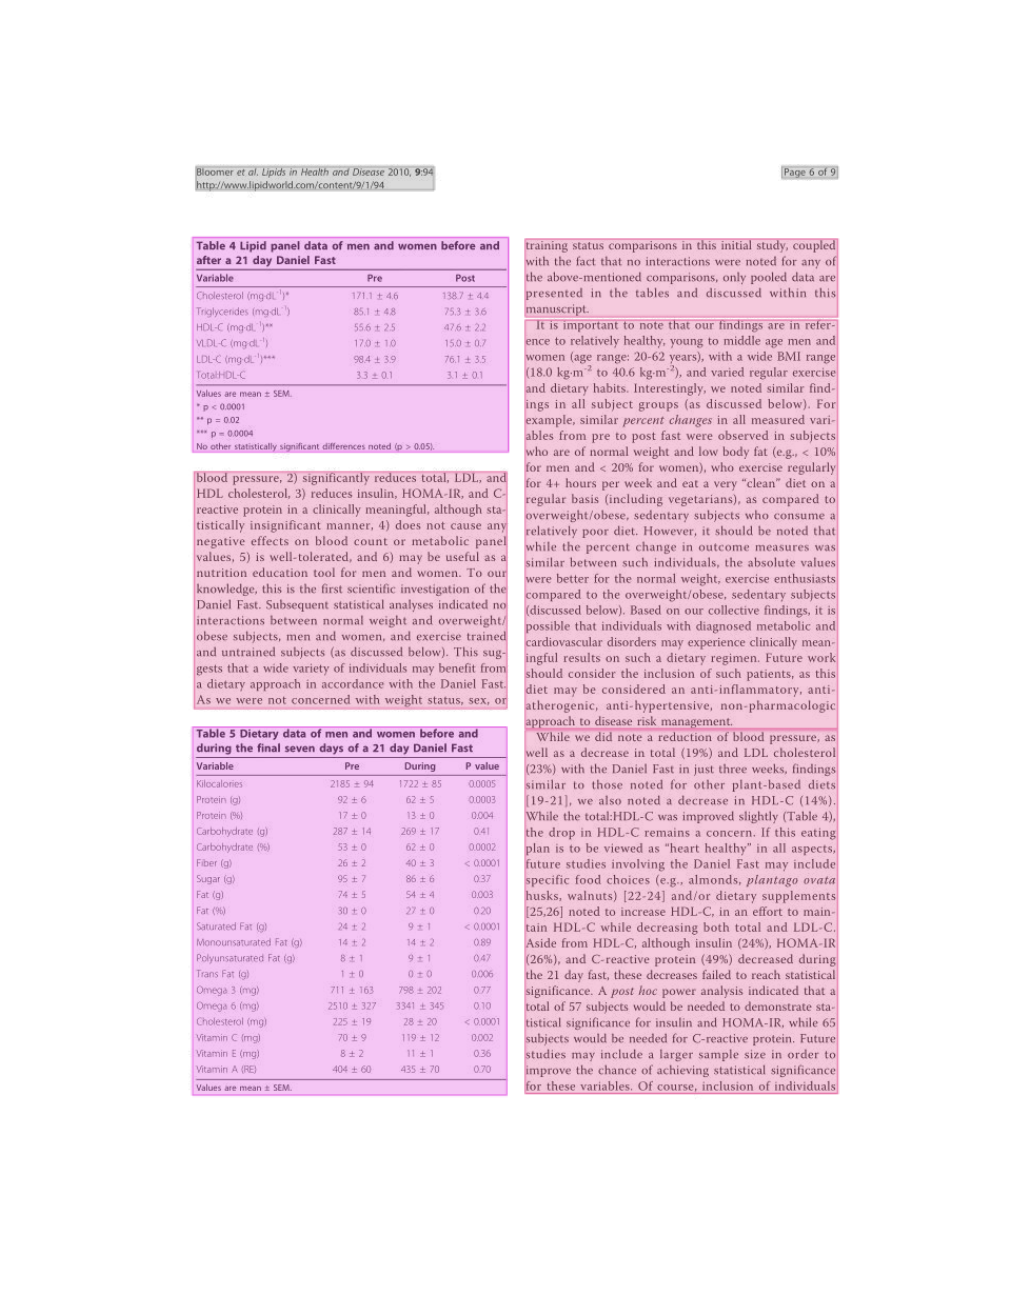 Bloomer et al. Lipids in Health and Disease 2010, 9:94
http://www.lipidworld.com/content/9/1/94
Page 6 of 9
Table 4 Lipid panel data of men and women before and
after a 21 day Daniel Fast
Variable Pre Post
Cholesterol (mg·dL⁻¹)* 171.1 ± 4.6 138.7 ± 4.4
Triglycerides (mg·dL⁻¹) 85.1 ± 4.8 75.3 ± 3.6
HDL-C (mg·dL⁻¹)** 55.6 ± 2.5 47.6 ± 2.2
VLDL-C (mg·dL⁻¹) 17.0 ± 1.0 15.0 ± 0.7
LDL-C (mg·dL⁻¹)*** 98.4 ± 3.9 76.1 ± 3.5
Total:HDL-C 3.3 ± 0.1 3.1 ± 0.1
Values are mean ± SEM.
* p < 0.0001
** p = 0.02
*** p = 0.0004
No other statistically significant differences noted (p > 0.05).
blood pressure, 2) significantly reduces total, LDL, and
HDL cholesterol, 3) reduces insulin, HOMA-IR, and C-
reactive protein in a clinically meaningful, although sta-
tistically insignificant manner, 4) does not cause any
negative effects on blood count or metabolic panel
values, 5) is well-tolerated, and 6) may be useful as a
nutrition education tool for men and women. To our
knowledge, this is the first scientific investigation of the
Daniel Fast. Subsequent statistical analyses indicated no
interactions between normal weight and overweight/
obese subjects, men and women, and exercise trained
and untrained subjects (as discussed below). This sug-
gests that a wide variety of individuals may benefit from
a dietary approach in accordance with the Daniel Fast.
As we were not concerned with weight status, sex, or
Table 5 Dietary data of men and women before and
during the final seven days of a 21 day Daniel Fast
Variable Pre During P value
Kilocalories 2185 ± 94 1722 ± 85 0.0005
Protein (g) 92 ± 6 62 ± 5 0.0003
Protein (%) 17 ± 0 13 ± 0 0.004
Carbohydrate (g) 287 ± 14 269 ± 17 0.41
Carbohydrate (%) 53 ± 0 62 ± 0 0.0002
Fiber (g) 26 ± 2 40 ± 3 < 0.0001
Sugar (g) 95 ± 7 86 ± 6 0.37
Fat (g) 74 ± 5 54 ± 4 0.003
Fat (%) 30 ± 0 27 ± 0 0.20
Saturated Fat (g) 24 ± 2 9 ± 1 < 0.0001
Monounsaturated Fat (g) 14 ± 2 14 ± 2 0.89
Polyunsaturated Fat (g) 8 ± 1 9 ± 1 0.47
Trans Fat (g) 1 ± 0 0 ± 0 0.006
Omega 3 (mg) 711 ± 163 798 ± 202 0.77
Omega 6 (mg) 2510 ± 327 3341 ± 345 0.10
Cholesterol (mg) 225 ± 19 28 ± 20 < 0.0001
Vitamin C (mg) 70 ± 9 119 ± 12 0.002
Vitamin E (mg) 8 ± 2 11 ± 1 0.36
Vitamin A (RE) 404 ± 60 435 ± 70 0.70
Values are mean ± SEM.
training status comparisons in this initial study, coupled
with the fact that no interactions were noted for any of
the above-mentioned comparisons, only pooled data are
presented in the tables and discussed within this
manuscript.
It is important to note that our findings are in refer-
ence to relatively healthy, young to middle age men and
women (age range: 20-62 years), with a wide BMI range
(18.0 kg·m⁻² to 40.6 kg·m⁻²), and varied regular exercise
and dietary habits. Interestingly, we noted similar find-
ings in all subject groups (as discussed below). For
example, similar percent changes in all measured vari-
ables from pre to post fast were observed in subjects
who are of normal weight and low body fat (e.g., < 10%
for men and < 20% for women), who exercise regularly
for 4+ hours per week and eat a very “clean” diet on a
regular basis (including vegetarians), as compared to
overweight/obese, sedentary subjects who consume a
relatively poor diet. However, it should be noted that
while the percent change in outcome measures was
similar between such individuals, the absolute values
were better for the normal weight, exercise enthusiasts
compared to the overweight/obese, sedentary subjects
(discussed below). Based on our collective findings, it is
possible that individuals with diagnosed metabolic and
cardiovascular disorders may experience clinically mean-
ingful results on such a dietary regimen. Future work
should consider the inclusion of such patients, as this
diet may be considered an anti-inflammatory, anti-
atherogenic, anti-hypertensive, non-pharmacologic
approach to disease risk management.
While we did note a reduction of blood pressure, as
well as a decrease in total (19%) and LDL cholesterol
(23%) with the Daniel Fast in just three weeks, findings
similar to those noted for other plant-based diets
[19-21], we also noted a decrease in HDL-C (14%).
While the total:HDL-C was improved slightly (Table 4),
the drop in HDL-C remains a concern. If this eating
plan is to be viewed as “heart healthy” in all aspects,
future studies involving the Daniel Fast may include
specific food choices (e.g., almonds, plantago ovata
husks, walnuts) [22-24] and/or dietary supplements
[25,26] noted to increase HDL-C, in an effort to main-
tain HDL-C while decreasing both total and LDL-C.
Aside from HDL-C, although insulin (24%), HOMA-IR
(26%), and C-reactive protein (49%) decreased during
the 21 day fast, these decreases failed to reach statistical
significance. A post hoc power analysis indicated that a
total of 57 subjects would be needed to demonstrate sta-
tistical significance for insulin and HOMA-IR, while 65
subjects would be needed for C-reactive protein. Future
studies may include a larger sample size in order to
improve the chance of achieving statistical significance
for these variables. Of course, inclusion of individuals